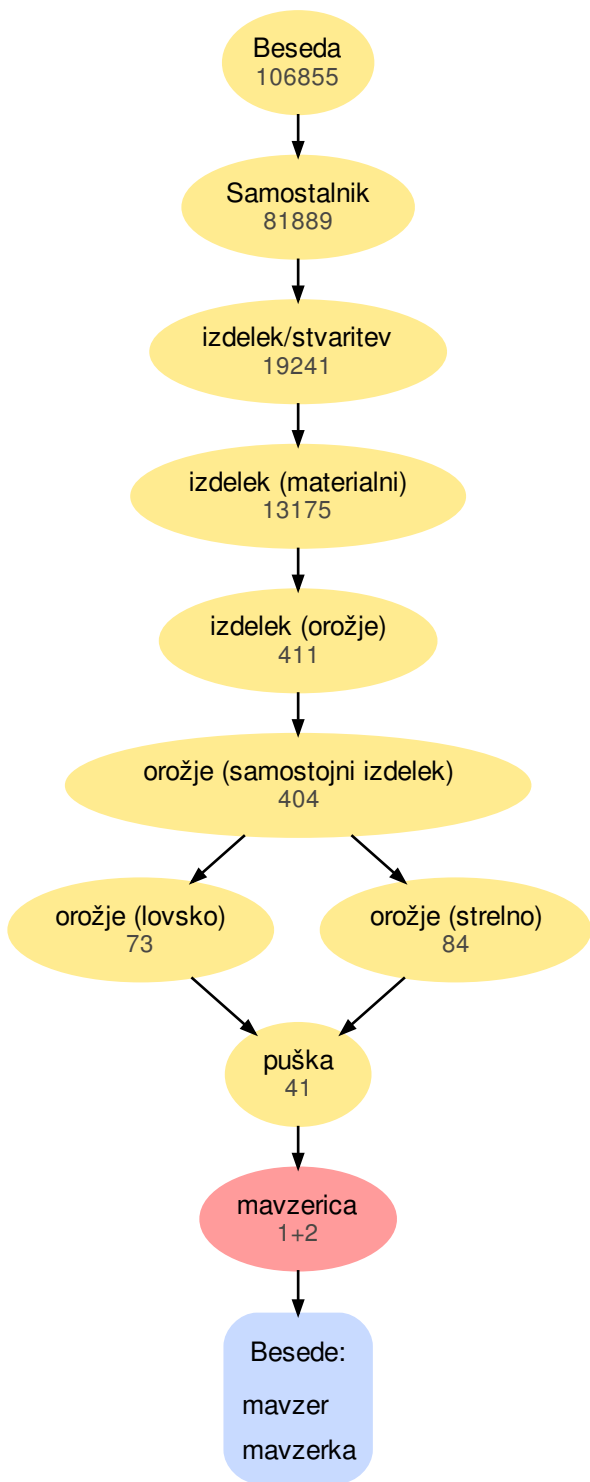 Beseda
106855
Samostalnik
81889
izdelek/stvaritev
19241
izdelek (materialni)
13175
izdelek (orožje)
411
orožje (samostojni izdelek)
404
orožje (lovsko)
73
orožje (strelno)
84
puška
41
mavzerica
1+2
Besede:
mavzer
mavzerka